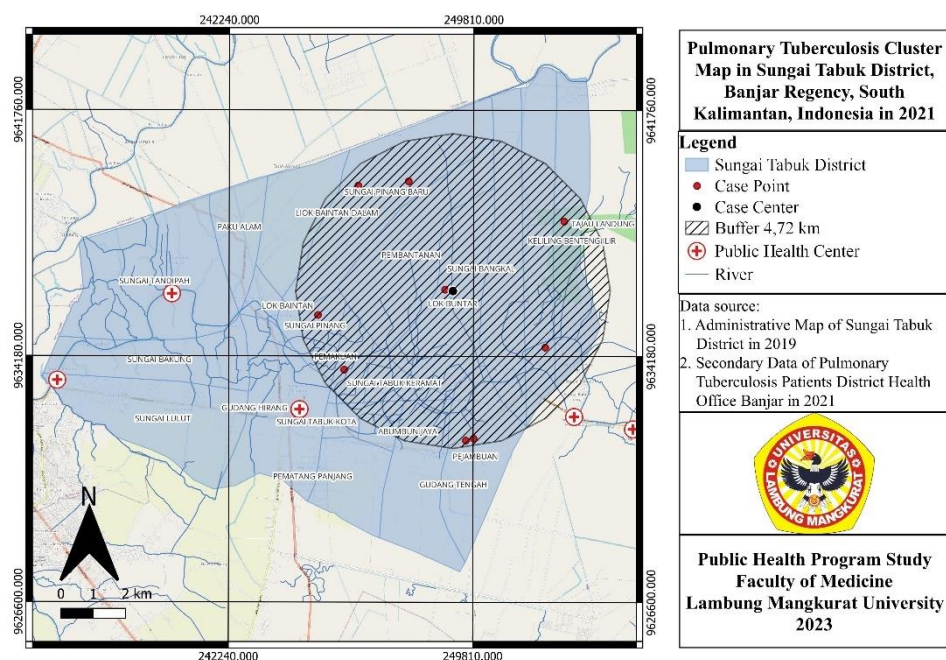 242240.000
249810.000
9641760.000
9641760.000
SUNGAI PINANG BARU
LIOK BAINTAN DALAM
PAKU ALAM
TAJAU LANDUNG
KELILING BENTENGILIR
PEMBANTANAN
SUNGAI BANGKAL
SUNGAI TANDIPAH
LOK BUNTAR
LOK BAINTAN
SUNGAI PINANG
9634180.000
9634180.000
SUNGAI BAKUNG
PEMAKUAN
SUNGAI TABUK KERAMAT
GUDANG HIRANG
SUNGAI LULUT
SUNGAI TABUK KOTA
ABUMBUN JAYA
PEJAMBUAN
PEMATANG PANJANG
GUDANG TENGAH
N
0 1 2 km
9626600.000
9626600.000
242240.000
249810.000
Pulmonary Tuberculosis Cluster
Map in Sungai Tabuk District,
Banjar Regency, South
Kalimantan, Indonesia in 2021
Legend
Sungai Tabuk District
Case Point
Case Center
Buffer 4,72 km
Public Health Center
River
Data source:
1. Administrative Map of Sungai Tabuk
District in 2019
2. Secondary Data of Pulmonary
Tuberculosis Patients District Health
Office Banjar in 2021
UNIVERSITAS
LAMBUNG MANGKURAT
Public Health Program Study
Faculty of Medicine
Lambung Mangkurat University
2023